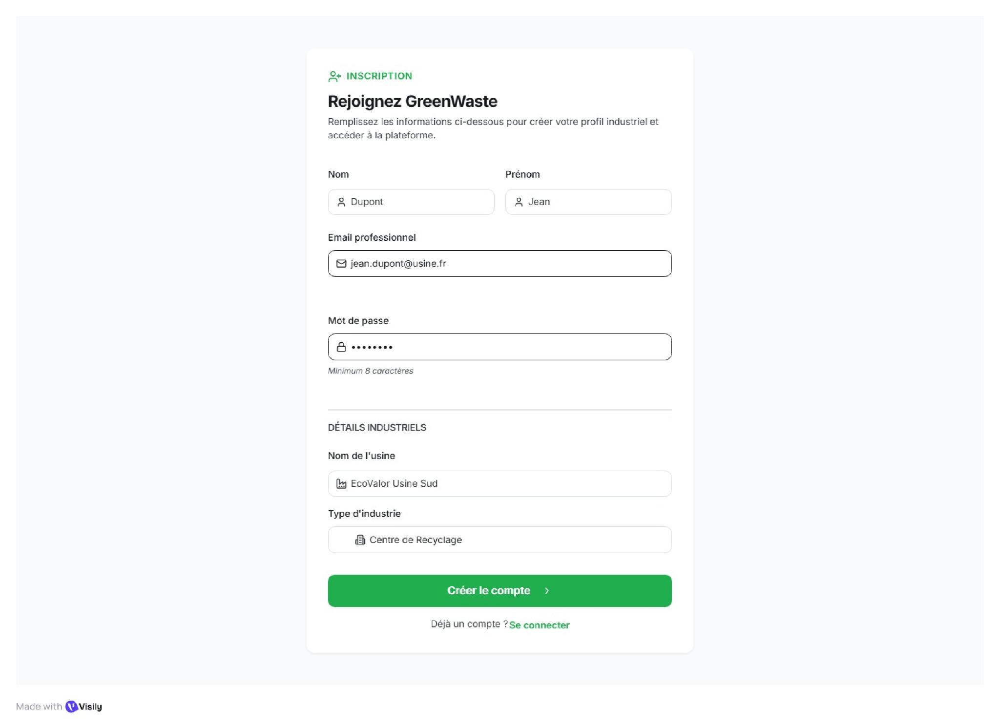 INSCRIPTION
Rejoignez GreenWaste
Remplissez les informations ci-dessous pour créer votre profil industriel et
accéder à la plateforme.
Nom
Prénom
Dupont
Jean
Email professionnel
jean.dupont@usine.fr
Mot de passe
••••••••
Minimum 8 caractères
DÉTAILS INDUSTRIELS
Nom de l'usine
EcoValor Usine Sud
Type d'industrie
Centre de Recyclage
Créer le compte
Déjà un compte ? Se connecter
Made with Visily